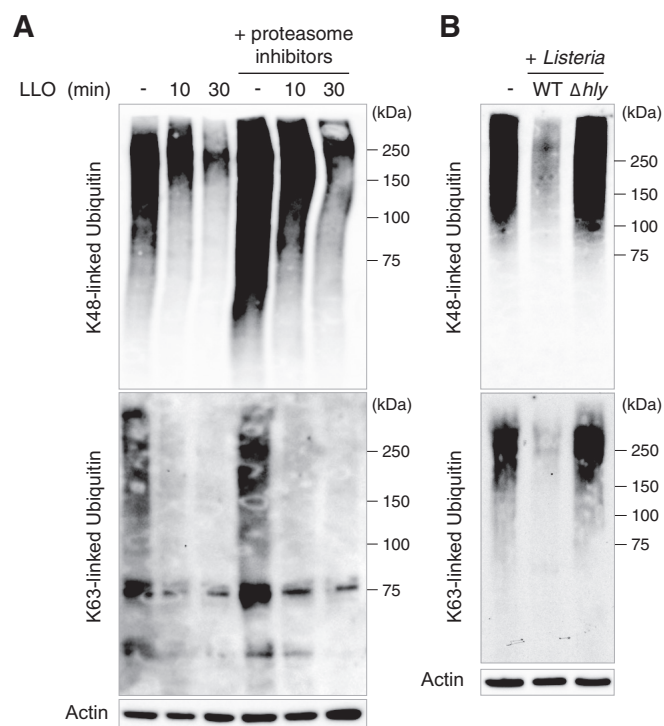 A
+ proteasome
inhibitors
LLO (min) - 10 30 - 10 30
(kDa)
250
150
100
75
K48-linked Ubiquitin
(kDa)
250
150
100
75
K63-linked Ubiquitin
Actin
B
+ Listeria
- WT Δhly
(kDa)
250
150
100
75
K48-linked Ubiquitin
(kDa)
250
150
100
75
K63-linked Ubiquitin
Actin